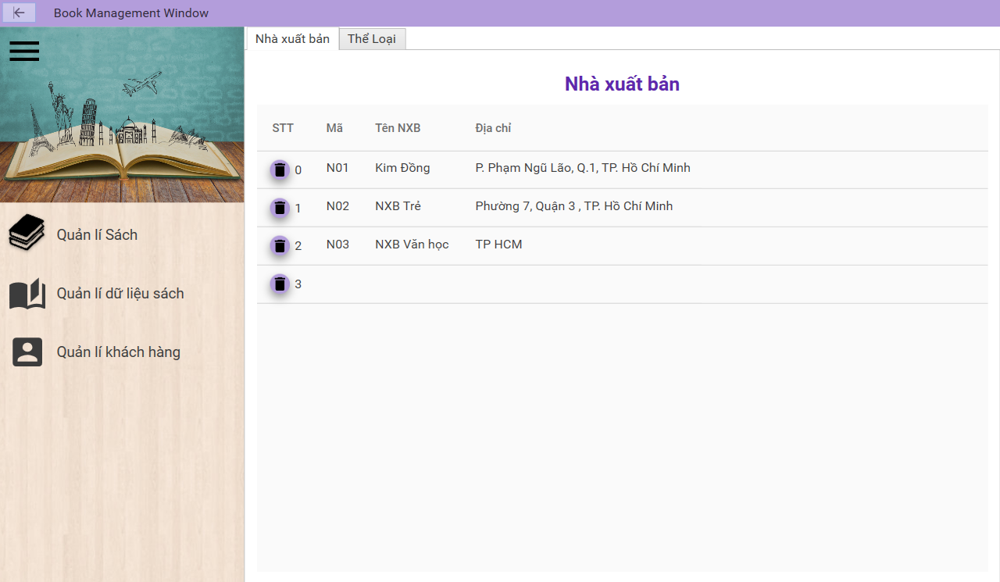 Book Management Window
Nhà xuất bản Thể Loại
Nhà xuất bản
STT Mã Tên NXB Địa chỉ
0 N01 Kim Đồng P. Phạm Ngũ Lão, Q.1, TP. Hồ Chí Minh
1 N02 NXB Trẻ Phường 7, Quận 3 , TP. Hồ Chí Minh
2 N03 NXB Văn học TP HCM
3
Quản lí Sách
Quản lí dữ liệu sách
Quản lí khách hàng